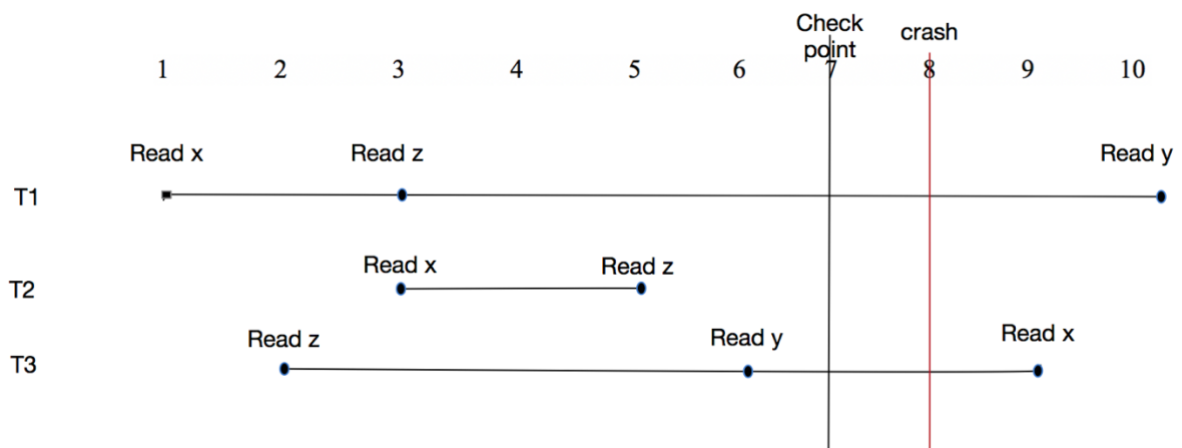 Check
point
crash
1 2 3 4 5 6 7 8 9 10
Read x Read z Read y
T1
Read x Read z
T2
Read z Read y Read x
T3